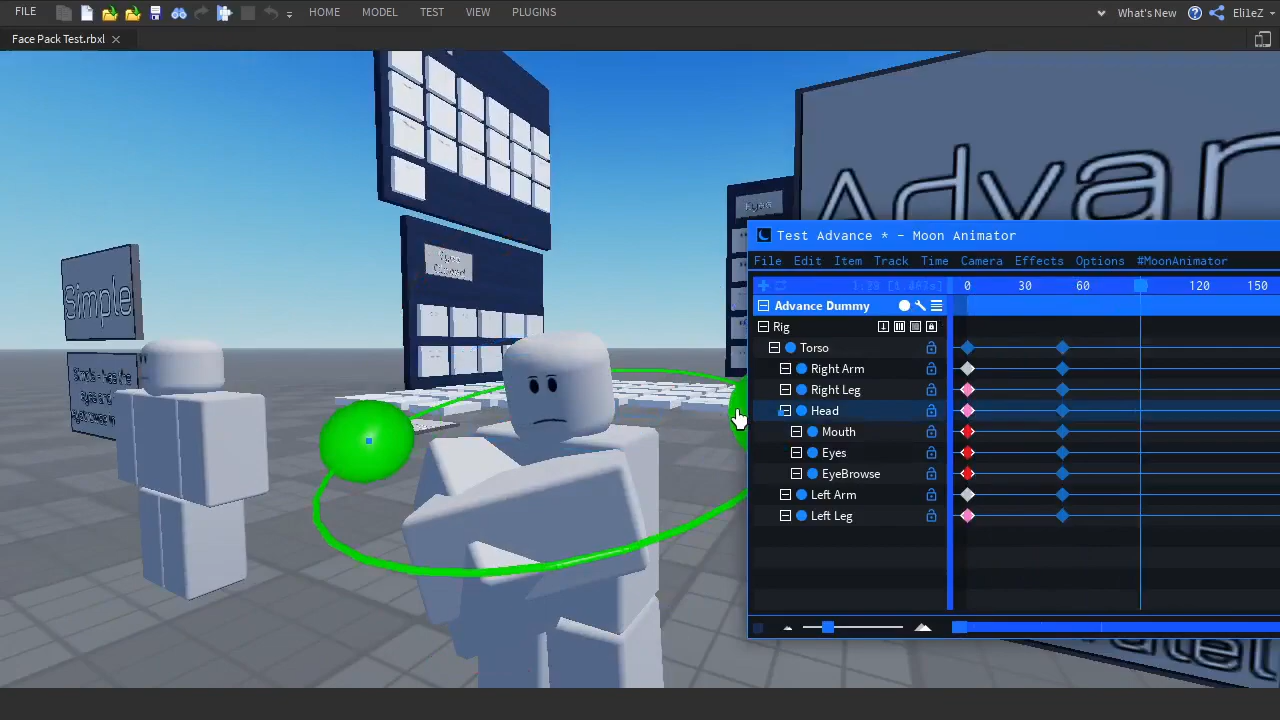 FILE
HOME
MODEL
TEST
VIEW
PLUGINS
What's New
Eli1eZ
Face Pack Test.rbxl
Simple
Advan
Test Advance * - Moon Animator
File Edit Item Track Time Camera Effects Options #MoonAnimator
0 30 60 120 150
Advance Dummy
Rig
Torso
Right Arm
Right Leg
Head
Mouth
Eyes
EyeBrowse
Left Arm
Left Leg